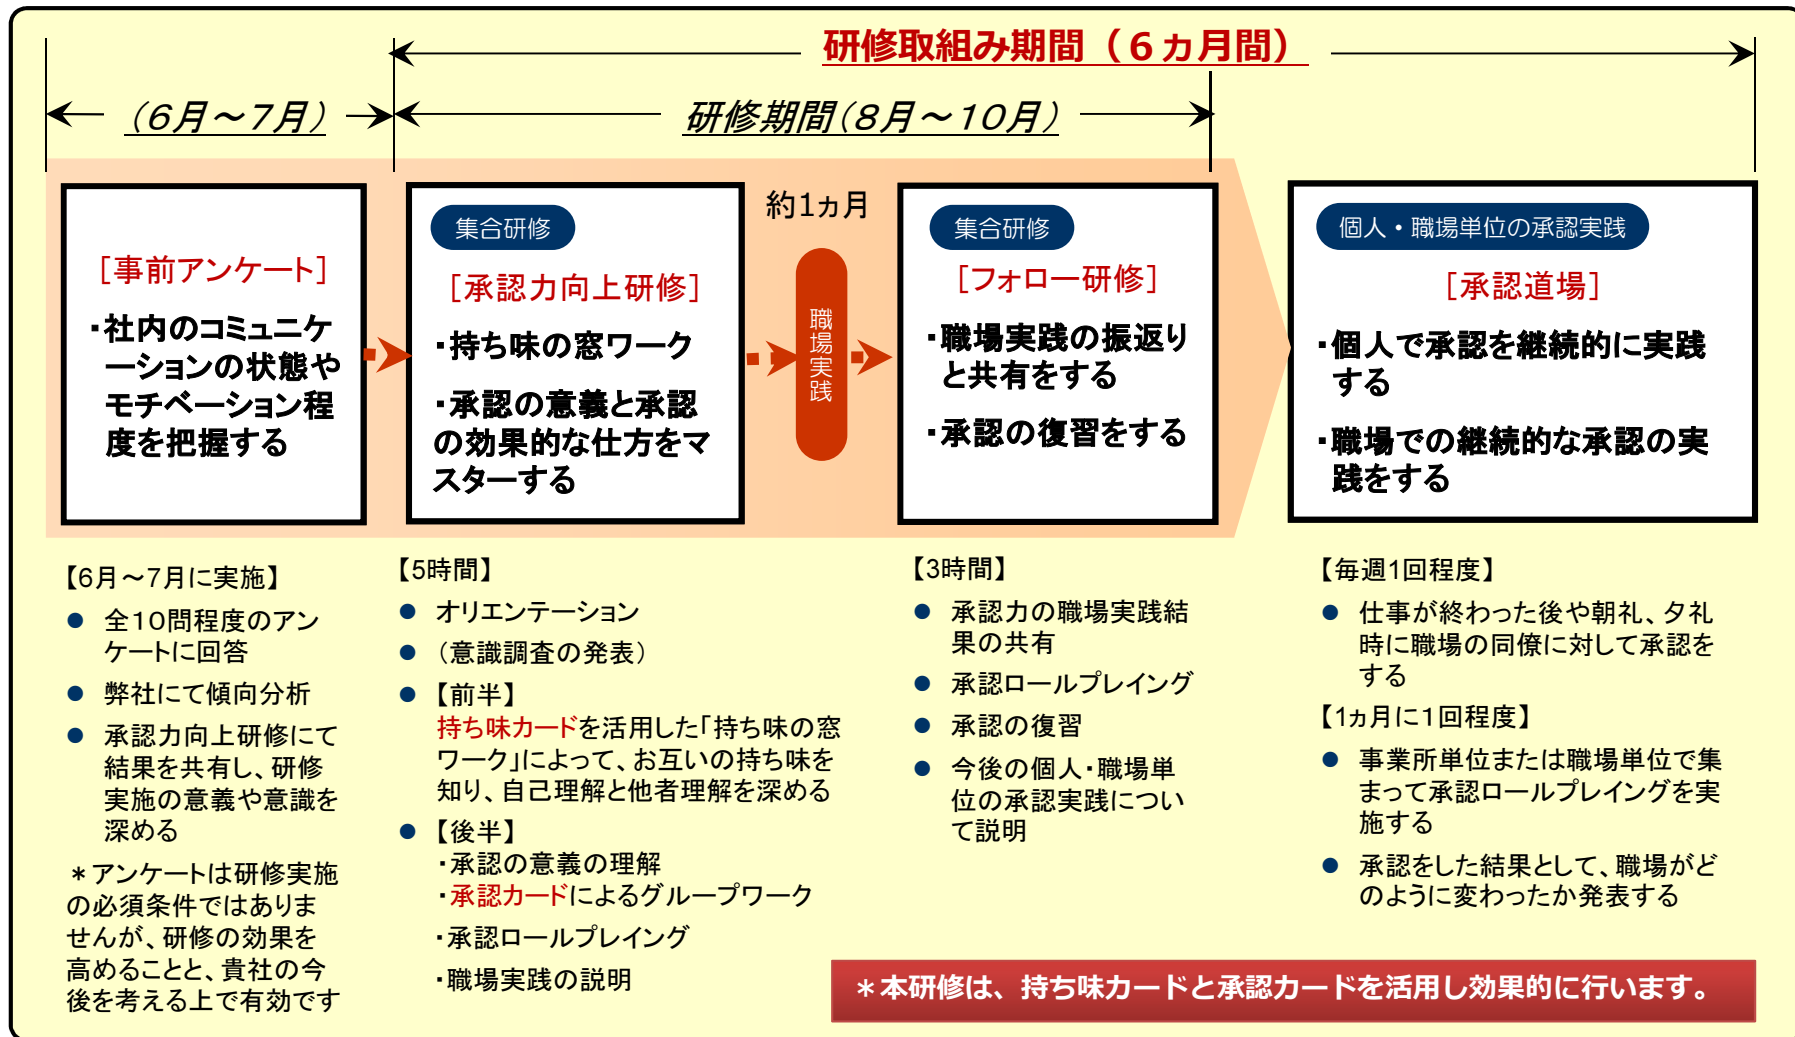 研修取組み期間（６ヵ月間）
（6月～7月）
研修期間（8月～10月）
［事前アンケート］
・社内のコミュニケ
ーションの状態や
モチベーション程
度を把握する
集合研修
［承認力向上研修］
・持ち味の窓ワーク
・承認の意義と承認
の効果的な仕方をマ
スターする
約1ヵ月
職場実践
集合研修
［フォロー研修］
・職場実践の振返り
と共有をする
・承認の復習をする
個人・職場単位の承認実践
［承認道場］
・個人で承認を継続的に実践
する
・職場での継続的な承認の実
践をする
【6月～7月に実施】
● 全１０問程度のアン
ケートに回答
● 弊社にて傾向分析
● 承認力向上研修にて
結果を共有し、研修
実施の意義や意識を
深める
＊アンケートは研修実施
の必須条件ではありま
せんが、研修の効果を
高めることと、貴社の今
後を考える上で有効です
【5時間】
● オリエンテーション
● （意識調査の発表）
● 【前半】
持ち味カードを活用した「持ち味の窓
ワーク」によって、お互いの持ち味を
知り、自己理解と他者理解を深める
● 【後半】
・承認の意義の理解
・承認カードによるグループワーク
・承認ロールプレイング
・職場実践の説明
【3時間】
● 承認力の職場実践結
果の共有
● 承認ロールプレイング
● 承認の復習
● 今後の個人・職場単
位の承認実践につい
て説明
【毎週1回程度】
● 仕事が終わった後や朝礼、夕礼
時に職場の同僚に対して承認を
する
【1ヵ月に１回程度】
● 事業所単位または職場単位で集
まって承認ロールプレイングを実
施する
● 承認をした結果として、職場がど
のように変わったか発表する
＊本研修は、持ち味カードと承認カードを活用し効果的に行います。